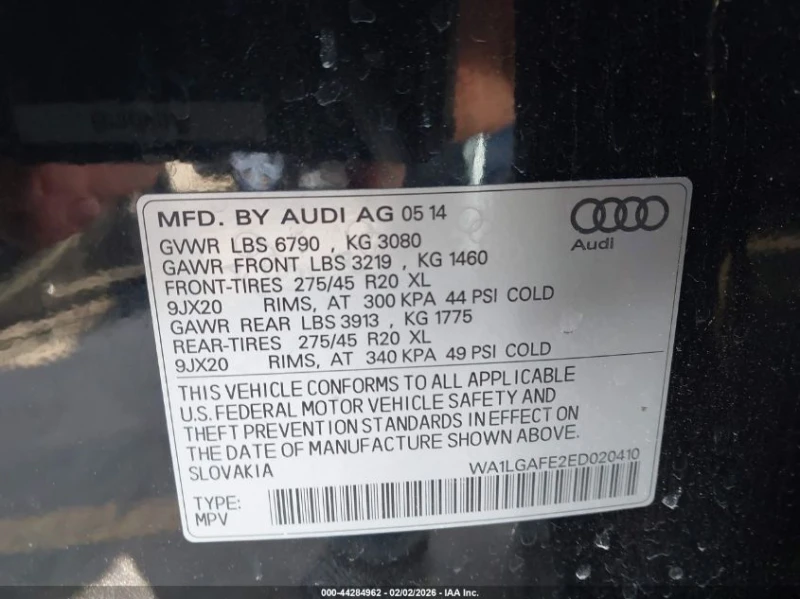 MFD. BY AUDI AG 05 14
Audi
GVWR LBS 6790 , KG 3080
GAWR FRONT LBS 3219 , KG 1460
FRONT-TIRES 275/45 R20 XL
9JX20 RIMS, AT 300 KPA 44 PSI COLD
GAWR REAR LBS 3913 , KG 1775
REAR-TIRES 275/45 R20 XL
9JX20 RIMS, AT 340 KPA 49 PSI COLD
THIS VEHICLE CONFORMS TO ALL APPLICABLE
U.S. FEDERAL MOTOR VEHICLE SAFETY AND
THEFT PREVENTION STANDARDS IN EFFECT ON
THE DATE OF MANUFACTURE SHOWN ABOVE.
SLOVAKIA WA1LGAFE2ED020410
TYPE:
MPV
000-44284962 - 02/02/2026 - IAA Inc.